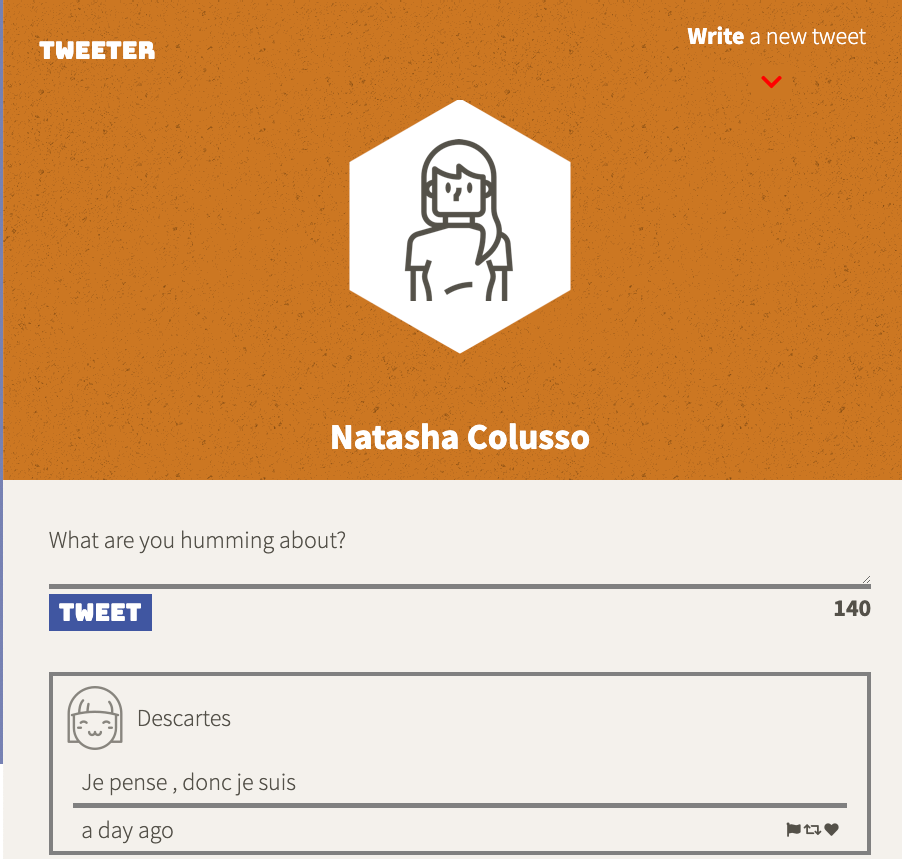 TWEETER
Write a new tweet
Natasha Colusso
What are you humming about?
TWEET
140
Descartes
Je pense , donc je suis
a day ago